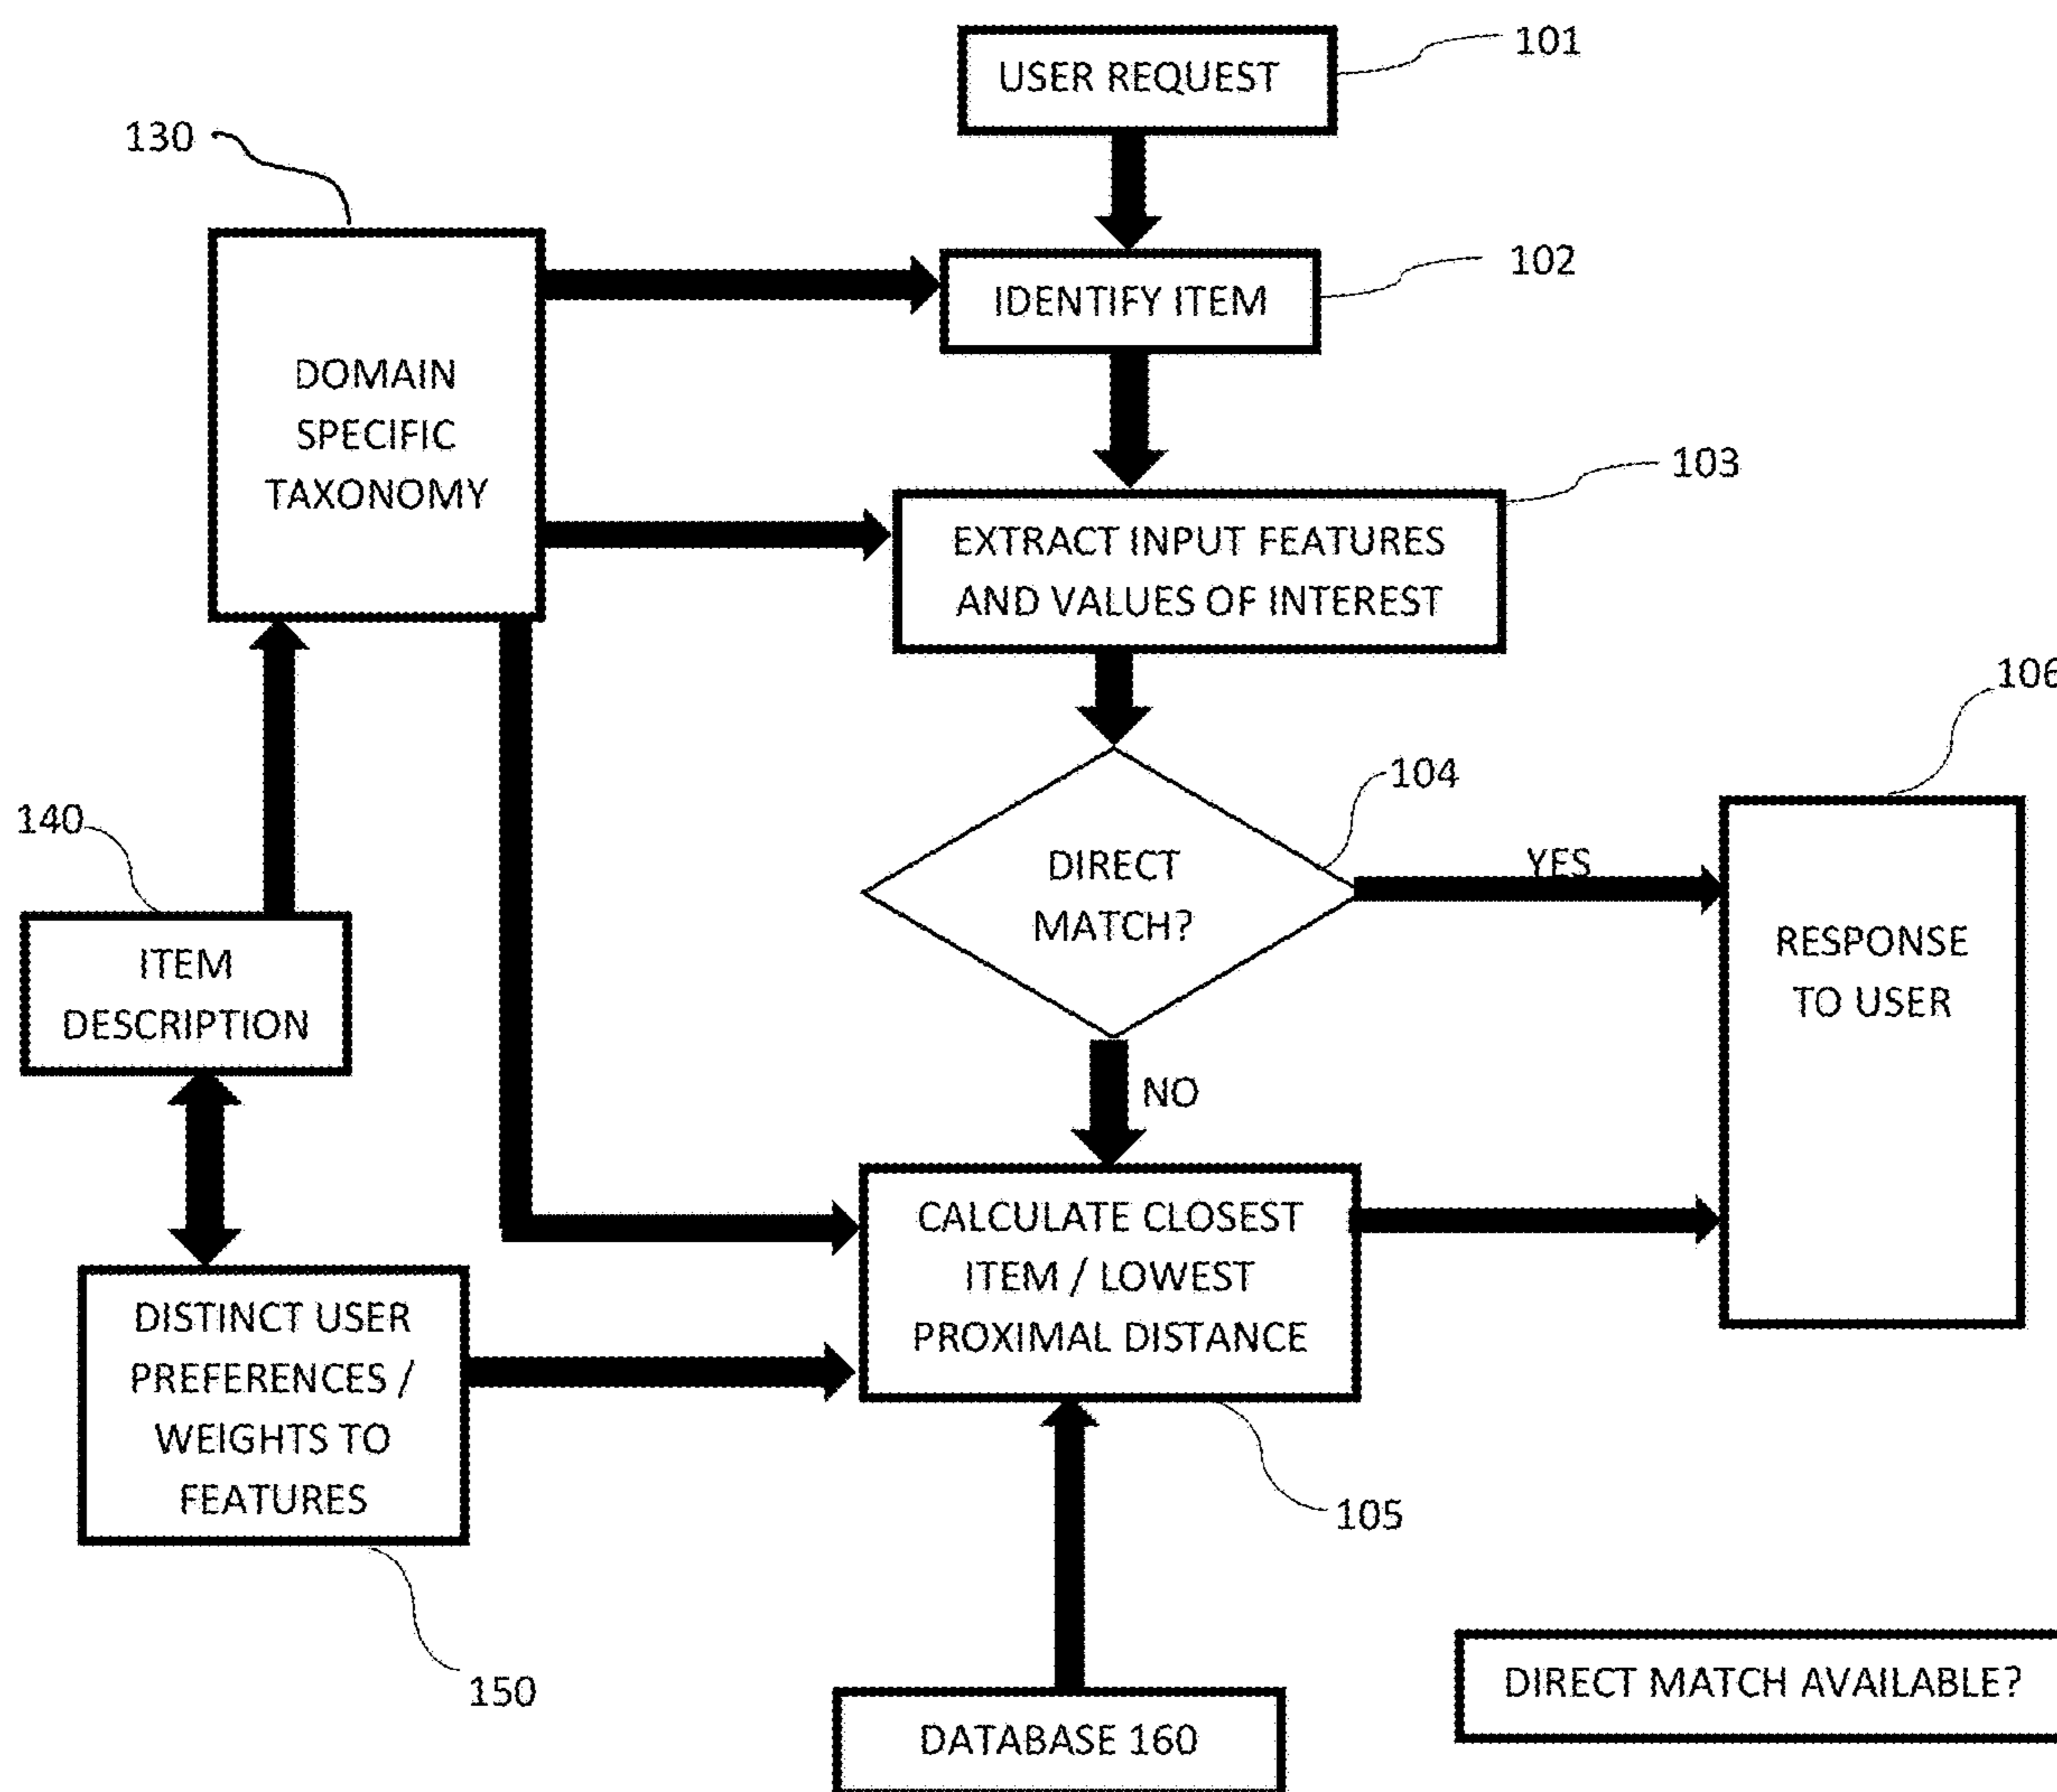 101
USER REQUEST
130
102
IDENTIFY ITEM
DOMAIN
SPECIFIC
TAXONOMY
103
EXTRACT INPUT FEATURES
AND VALUES OF INTEREST
106
104
140
DIRECT
MATCH?
YES
RESPONSE
TO USER
ITEM
DESCRIPTION
NO
CALCULATE CLOSEST
ITEM / LOWEST
PROXIMAL DISTANCE
DISTINCT USER
PREFERENCES /
WEIGHTS TO
FEATURES
105
150
DATABASE 160
DIRECT MATCH AVAILABLE?